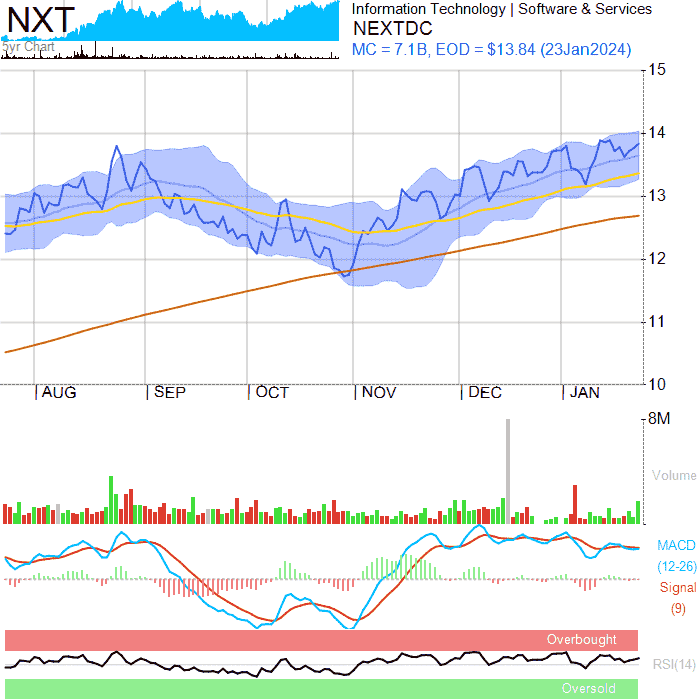 NXT
5yr Chart
Information Technology | Software & Services
NEXTDC
MC = 7.1B, EOD = $13.84 (23Jan2024)
15
14
13
12
11
10
AUG
SEP
OCT
NOV
DEC
JAN
8M
Volume
MACD
(12-26)
Signal
(9)
Overbought
RSI(14)
Oversold